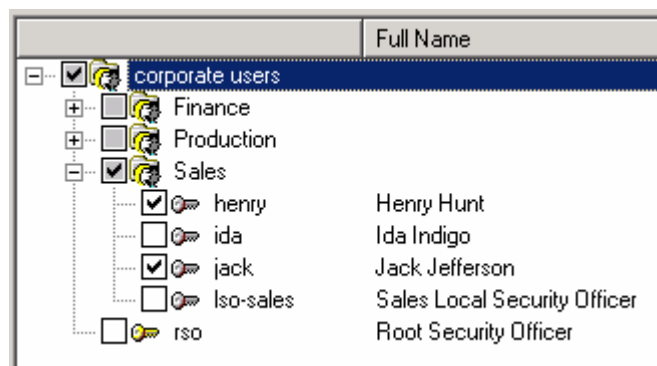 Full Name
corporate users
Finance
Production
Sales
henry Henry Hunt
ida Ida Indigo
jack Jack Jefferson
lso-sales Sales Local Security Officer
rso Root Security Officer